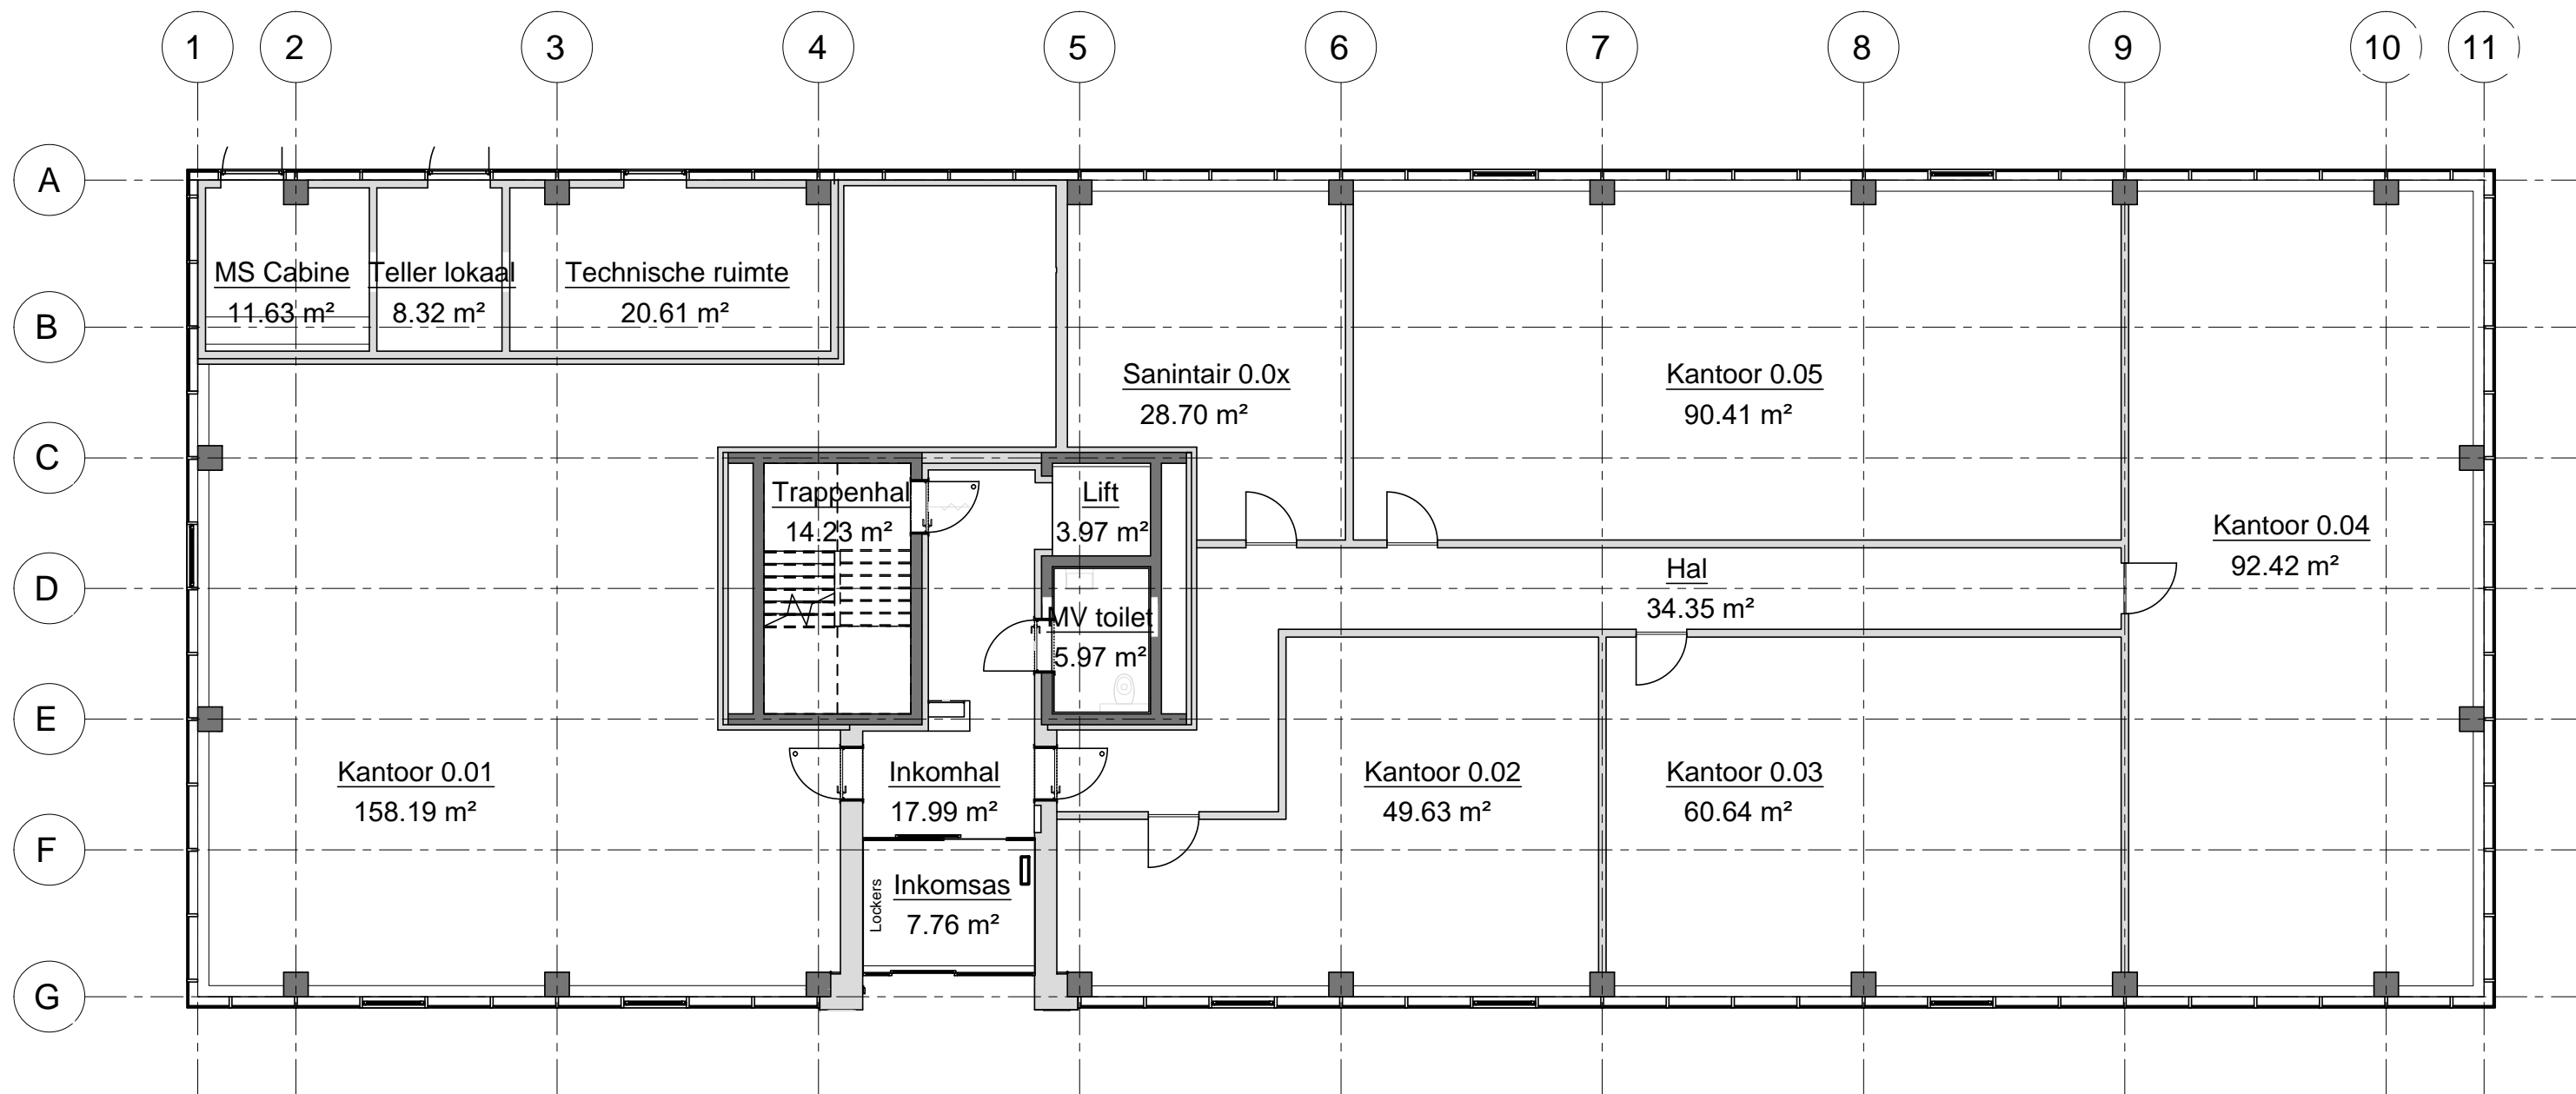 1 2 3 4 5 6 7 8 9 10 11
A
B
C
D
E
F
G
MS Cabine
11.63 m²
Teller lokaal
8.32 m²
Technische ruimte
20.61 m²
Sanintair 0.0x
28.70 m²
Kantoor 0.05
90.41 m²
Trappenhal
14.23 m²
Lift
3.97 m²
Kantoor 0.04
92.42 m²
Hal
34.35 m²
MV toilet
5.97 m²
Kantoor 0.01
158.19 m²
Inkomhal
17.99 m²
Kantoor 0.02
49.63 m²
Kantoor 0.03
60.64 m²
Lockers
Inkomsas
7.76 m²